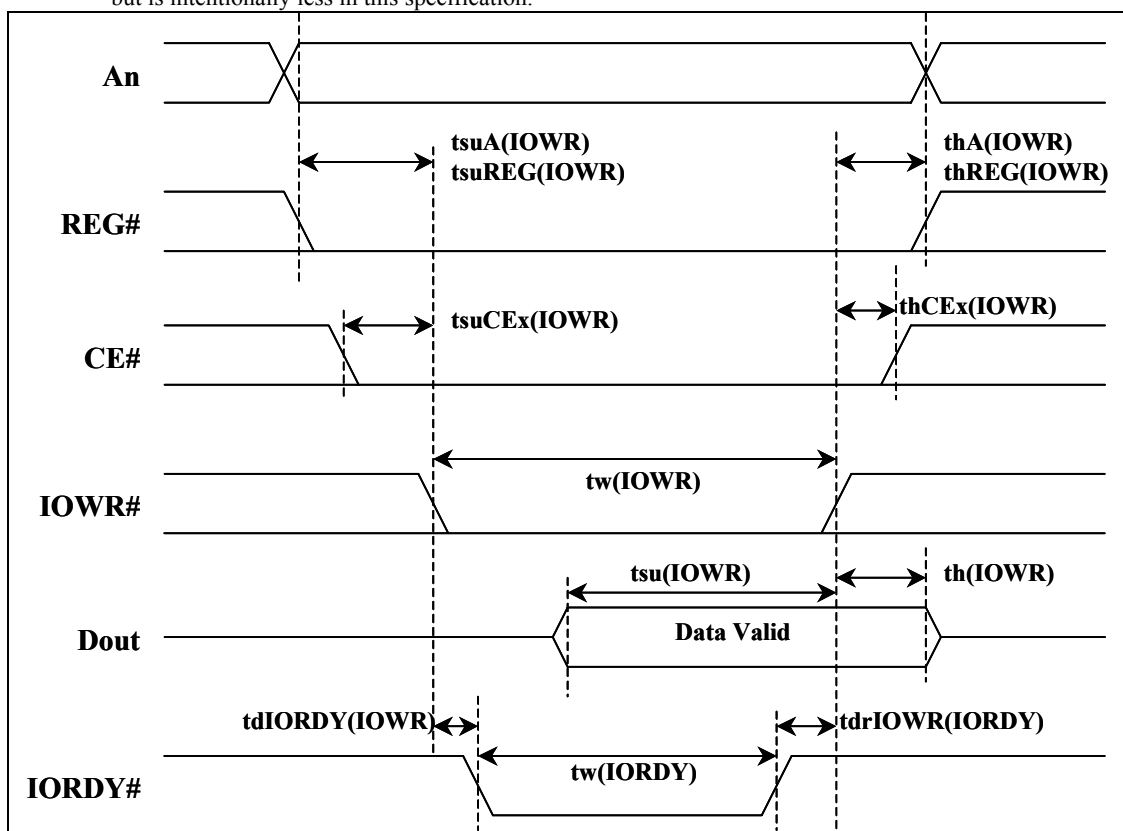 but is intentionally less in this specification.
An
tsuA(IOWR)
tsuREG(IOWR)
thA(IOWR)
thREG(IOWR)
REG#
tsuCEx(IOWR)
thCEx(IOWR)
CE#
tw(IOWR)
IOWR#
tsu(IOWR)
th(IOWR)
Data Valid
Dout
tdIORDY(IOWR)
tdrIOWR(IORDY)
tw(IORDY)
IORDY#